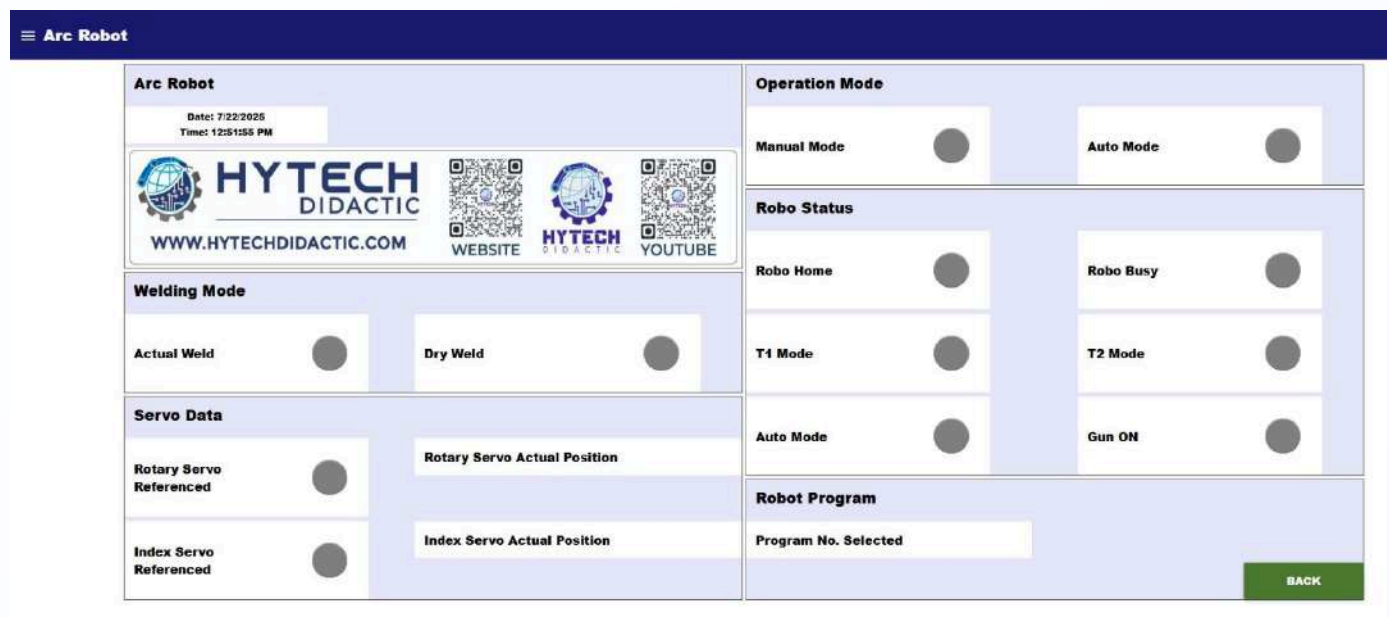 Arc Robot
Arc Robot
Date: 7/22/2025
Time: 12:51:55 PM
HYTECH
DIDACTIC
WWW.HYTECHDIDACTIC.COM
WEBSITE
HYTECH
DIDACTIC
YOUTUBE
Welding Mode
Actual Weld
Dry Weld
Servo Data
Rotary Servo
Referenced
Rotary Servo Actual Position
Index Servo
Referenced
Index Servo Actual Position
Operation Mode
Manual Mode
Auto Mode
Robo Status
Robo Home
Robo Busy
T1 Mode
T2 Mode
Auto Mode
Gun ON
Robot Program
Program No. Selected
BACK